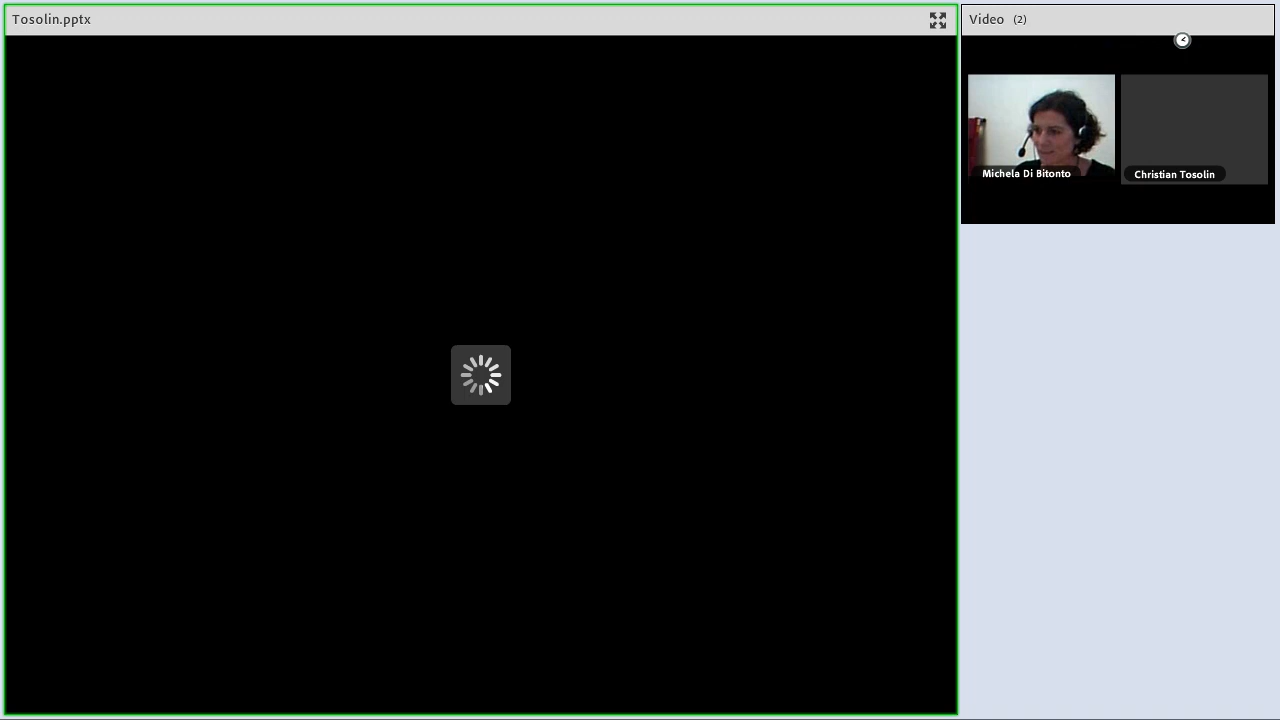 Tosolin.pptx
Video (2)
Michela Di Bitonto
Christian Tosolin